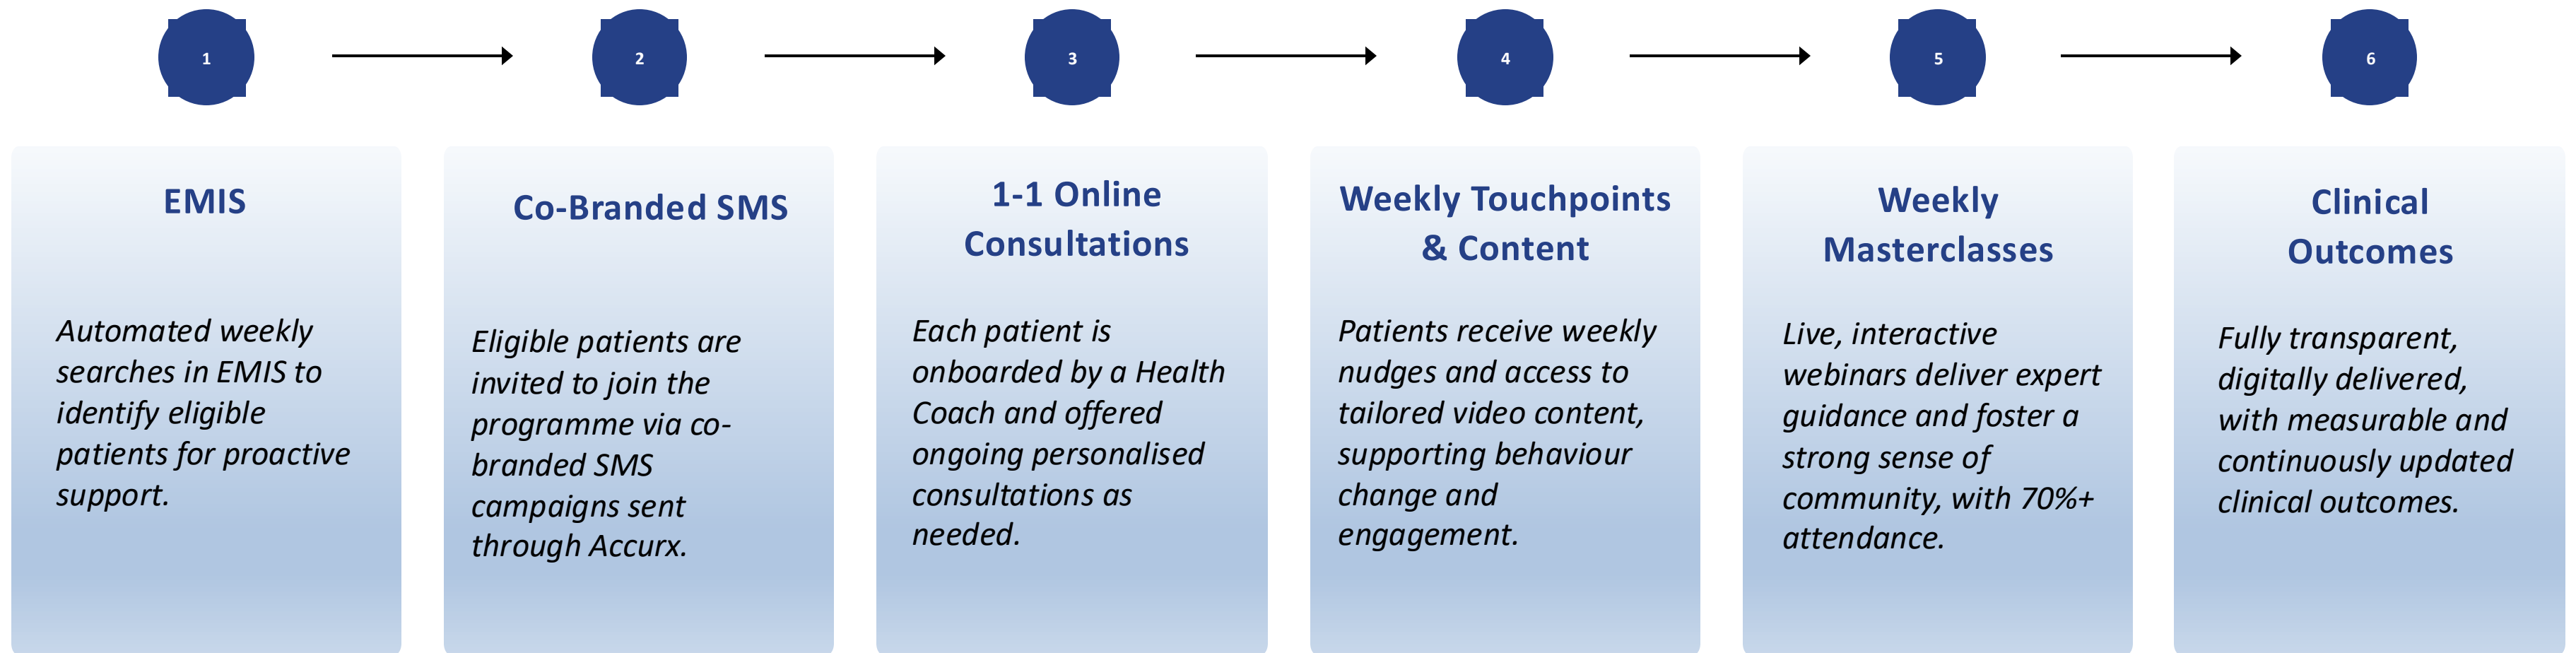 1
2
3
4
5
6
EMIS
Automated weekly
searches in EMIS to
identify eligible
patients for proactive
support.
Co-Branded SMS
Eligible patients are
invited to join the
programme via co-
branded SMS
campaigns sent
through Accurx.
1-1 Online
Consultations
Each patient is
onboarded by a Health
Coach and offered
ongoing personalised
consultations as
needed.
Weekly Touchpoints
& Content
Patients receive weekly
nudges and access to
tailored video content,
supporting behaviour
change and
engagement.
Weekly
Masterclasses
Live, interactive
webinars deliver expert
guidance and foster a
strong sense of
community, with 70%+
attendance.
Clinical
Outcomes
Fully transparent,
digitally delivered,
with measurable and
continuously updated
clinical outcomes.